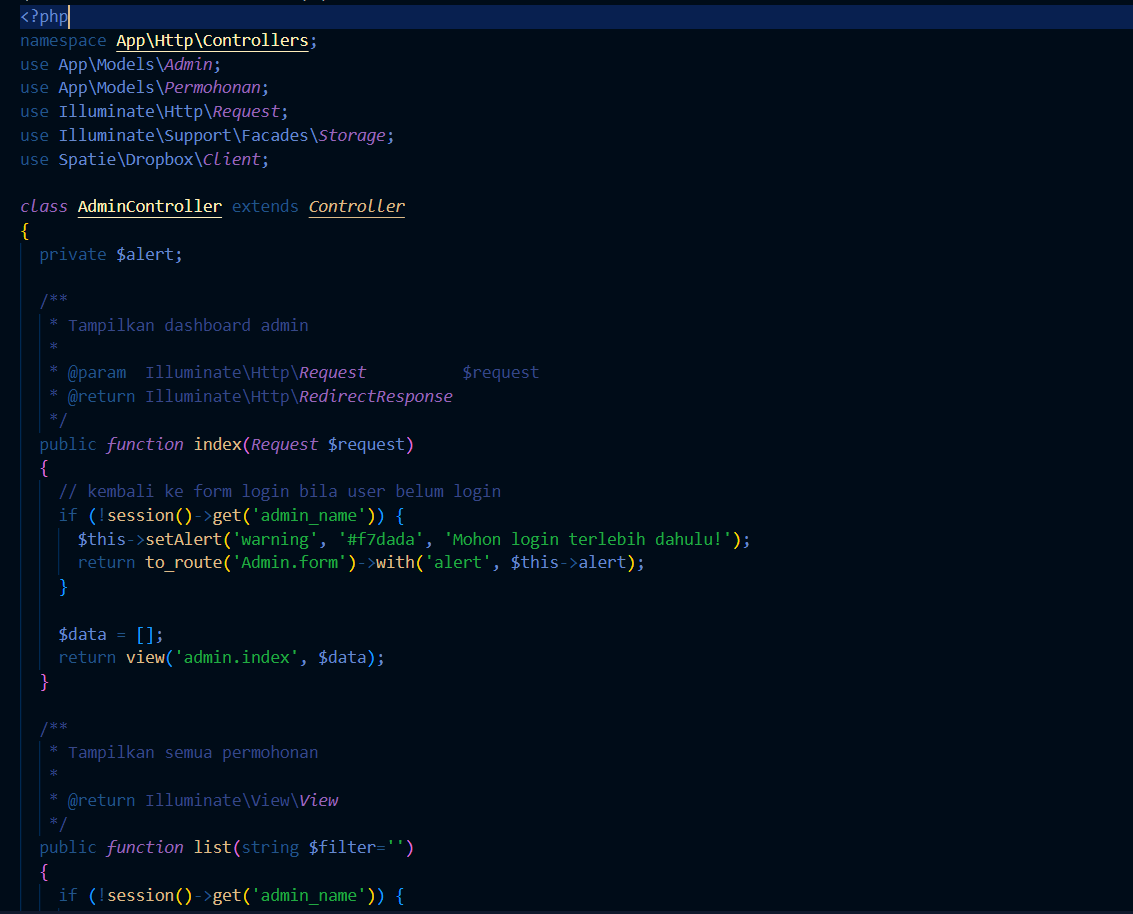 <?php
namespace App\Http\Controllers;
use App\Models\Admin;
use App\Models\Permohonan;
use Illuminate\Http\Request;
use Illuminate\Support\Facades\Storage;
use Spatie\Dropbox\Client;

class AdminController extends Controller
{
  private $alert;

  /**
   * Tampilkan dashboard admin
   *
   * @param  Illuminate\Http\Request          $request
   * @return Illuminate\Http\RedirectResponse
   */
  public function index(Request $request)
  {
    // kembali ke form login bila user belum login
    if (!session()->get('admin_name')) {
      $this->setAlert('warning', '#f7dada', 'Mohon login terlebih dahulu!');
      return to_route('Admin.form')->with('alert', $this->alert);
    }

    $data = [];
    return view('admin.index', $data);
  }

  /**
   * Tampilkan semua permohonan
   *
   * @return Illuminate\View\View
   */
  public function list(string $filter='')
  {
    if (!session()->get('admin_name')) {